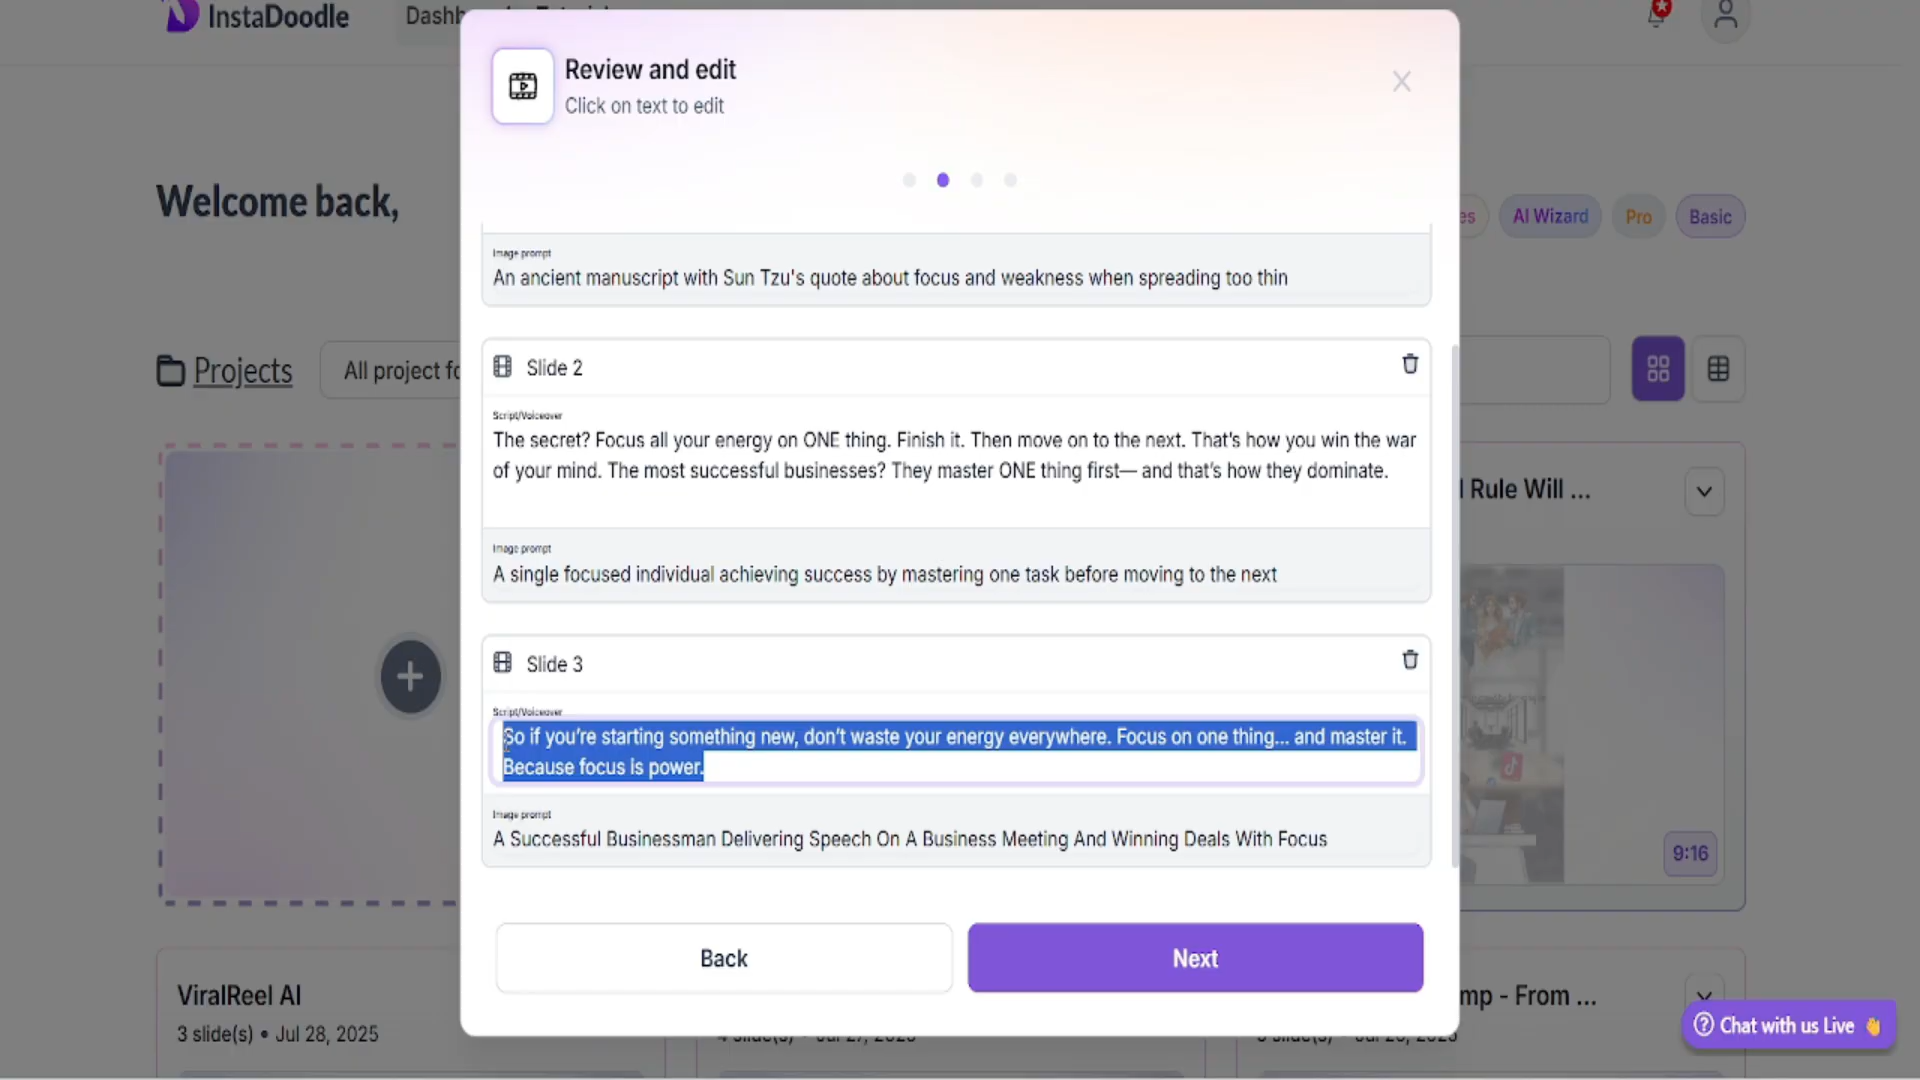 InstaDoodle
Review and edit
Click on text to edit
Welcome back,
AI Wizard
Pro
Basic
Image prompt
An ancient manuscript with Sun Tzu's quote about focus and weakness when spreading too thin
Projects
All project
Slide 2
Script/Voiceover
The secret? Focus all your energy on ONE thing. Finish it. Then move on to the next. That's how you win the war
of your mind. The most successful businesses? They master ONE thing first— and that's how they dominate.
Rule Will ...
Image prompt
A single focused individual achieving success by mastering one task before moving to the next
Slide 3
Script/Voiceover
So if you're starting something new, don't waste your energy everywhere. Focus on one thing... and master it.
Because focus is power.
Image prompt
A Successful Businessman Delivering Speech On A Business Meeting And Winning Deals With Focus
9:16
Back
Next
ViralReel AI
3 slide(s) • Jul 28, 2025
mp - From ...
Chat with us Live 👋